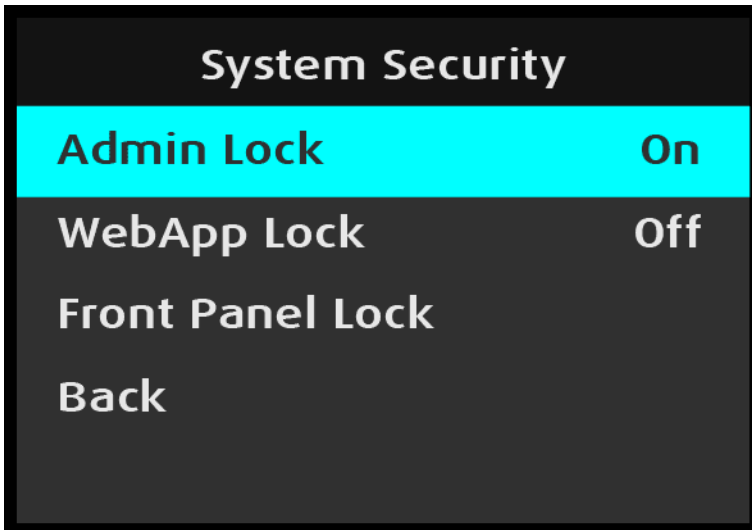 System Security
Admin Lock On
WebApp Lock Off
Front Panel Lock
Back